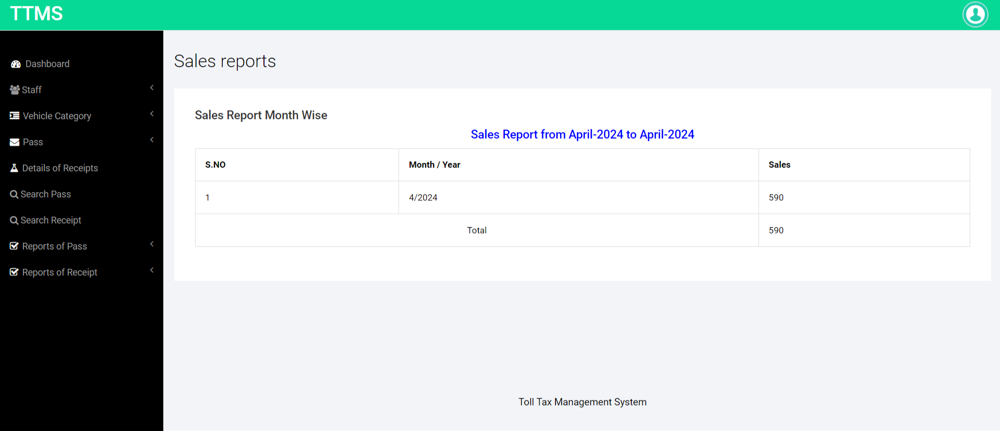 TTMS
Dashboard
Staff
Vehicle Category
Pass
Details of Receipts
Search Pass
Search Receipt
Reports of Pass
Reports of Receipt
Sales reports
Sales Report Month Wise
Sales Report from April-2024 to April-2024
S.NO Month / Year Sales
1 4/2024 590
Total 590
Toll Tax Management System